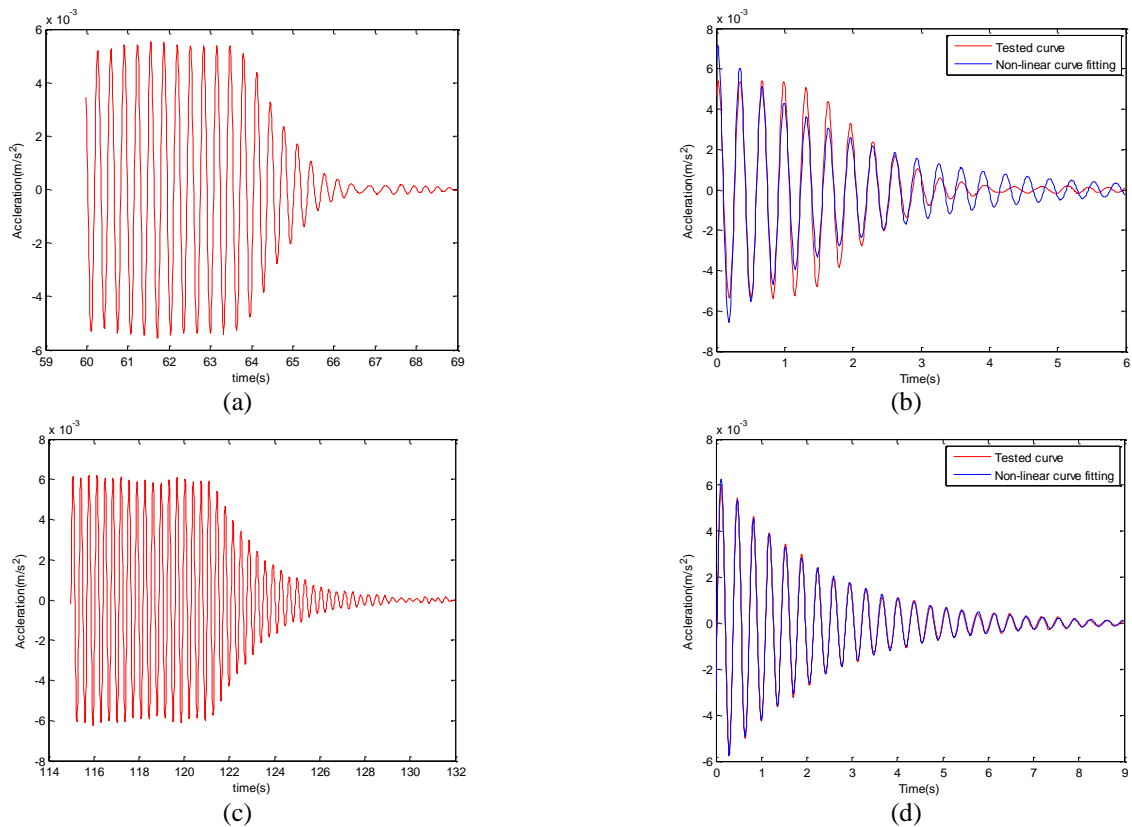 x 10-3
6
4
2
0
-2
-4
-6
Accleration(m/s2)
59 60 61 62 63 64 65 66 67 68 69
time(s)
(a)
x 10-3
8
6
4
2
0
-2
-4
-6
-8
Accleration(m/s2)
Tested curve
Non-linear curve fitting
0 1 2 3 4 5 6
Time(s)
(b)
x 10-3
8
6
4
2
0
-2
-4
-6
-8
Accleration(m/s2)
114 116 118 120 122 124 126 128 130 132
time(s)
(c)
x 10-3
8
6
4
2
0
-2
-4
-6
Accleration(m/s2)
Tested curve
Non-linear curve fitting
0 1 2 3 4 5 6 7 8 9
Time(s)
(d)